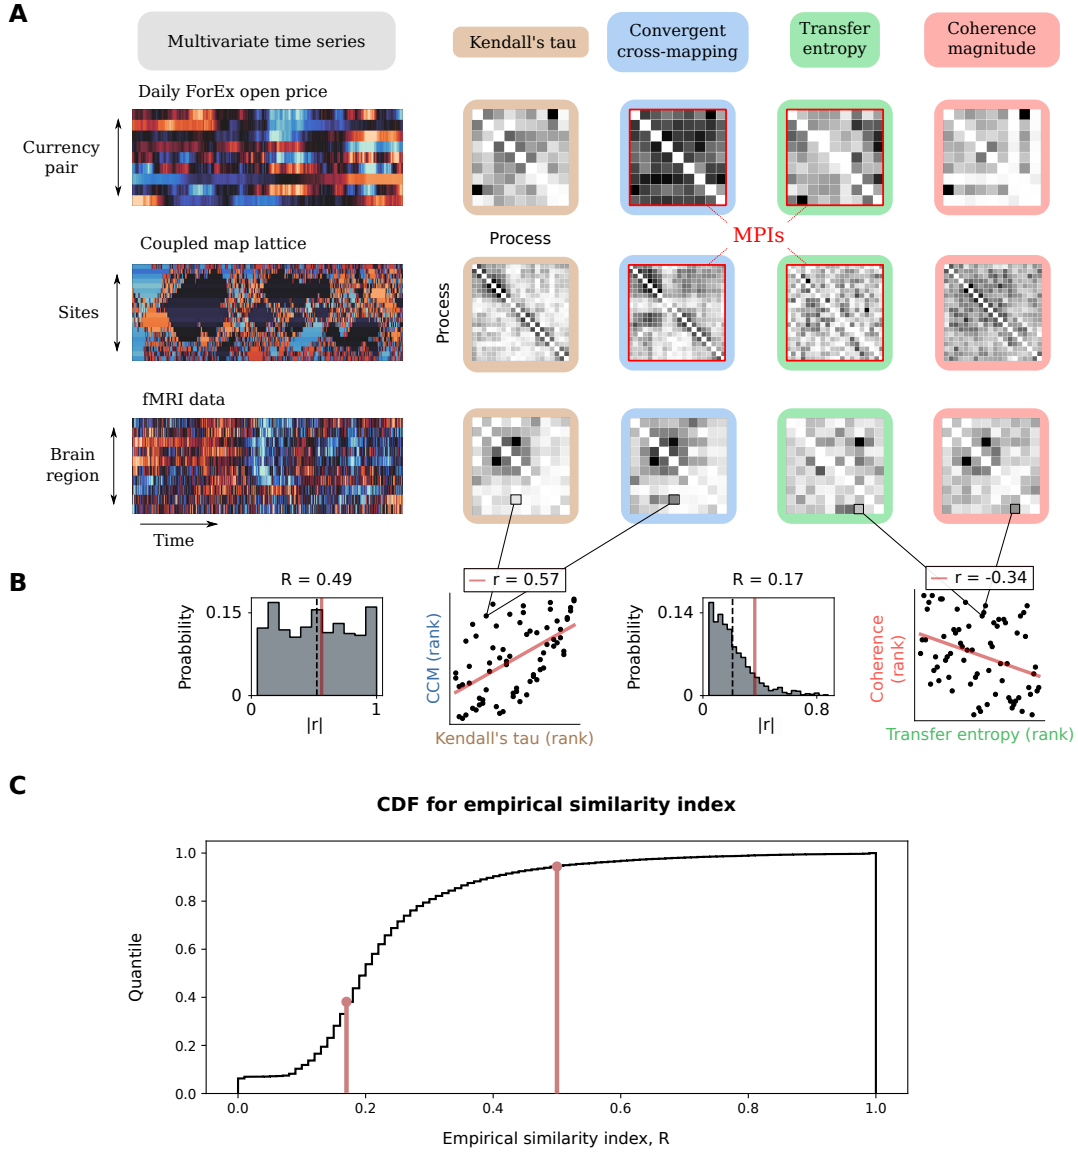 A
Multivariate time series
Kendall's tau
Convergent
cross-mapping
Transfer
entropy
Coherence
magnitude
Daily ForEx open price
Currency
pair
MPIs
Process
Coupled map lattice
Sites
Process
fMRI data
Brain
region
Time
B
R = 0.49
Proabbility
0.15
0
0
1
|r|
r = 0.57
CCM (rank)
Kendall's tau (rank)
R = 0.17
Proabbility
0.14
0
0
0.8
|r|
r = -0.34
Coherence
(rank)
Transfer entropy (rank)
C
CDF for empirical similarity index
Quantile
1.0
0.8
0.6
0.4
0.2
0.0
0.0 0.2 0.4 0.6 0.8 1.0
Empirical similarity index, R